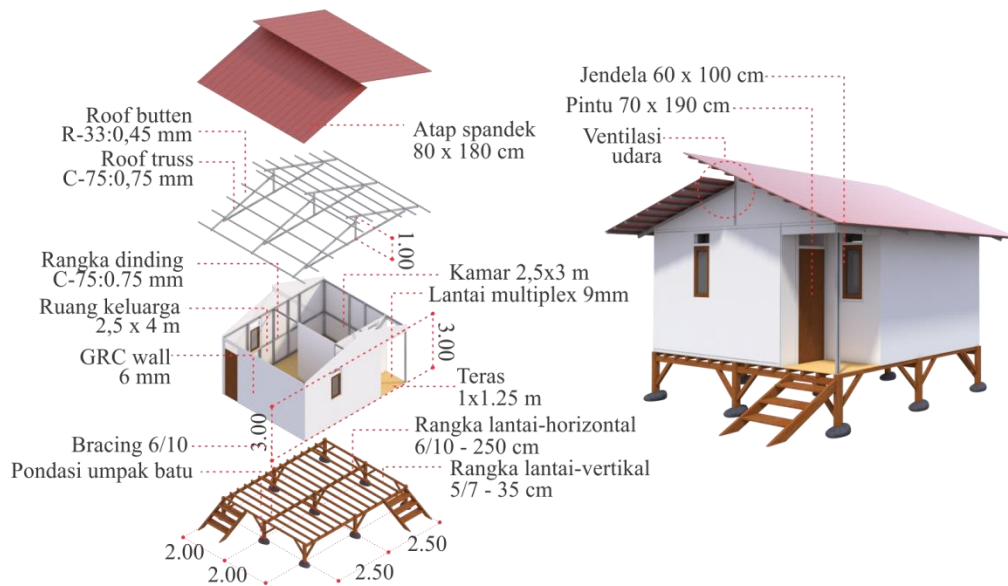 Roof butten
R-33:0,45 mm
Roof truss
C-75:0,75 mm
Atap spandek
80 x 180 cm
1.00
Rangka dinding
C-75:0.75 mm
Ruang keluarga
2,5 x 4 m
GRC wall
6 mm
Kamar 2,5x3 m
Lantai multiplex 9mm
3.00
Teras
1x1.25 m
3.00
Bracing 6/10
Pondasi umpak batu
Rangka lantai-horizontal
6/10 - 250 cm
Rangka lantai-vertikal
5/7 - 35 cm
2.00
2.00
2.50
2.50
Jendela 60 x 100 cm
Pintu 70 x 190 cm
Ventilasi
udara